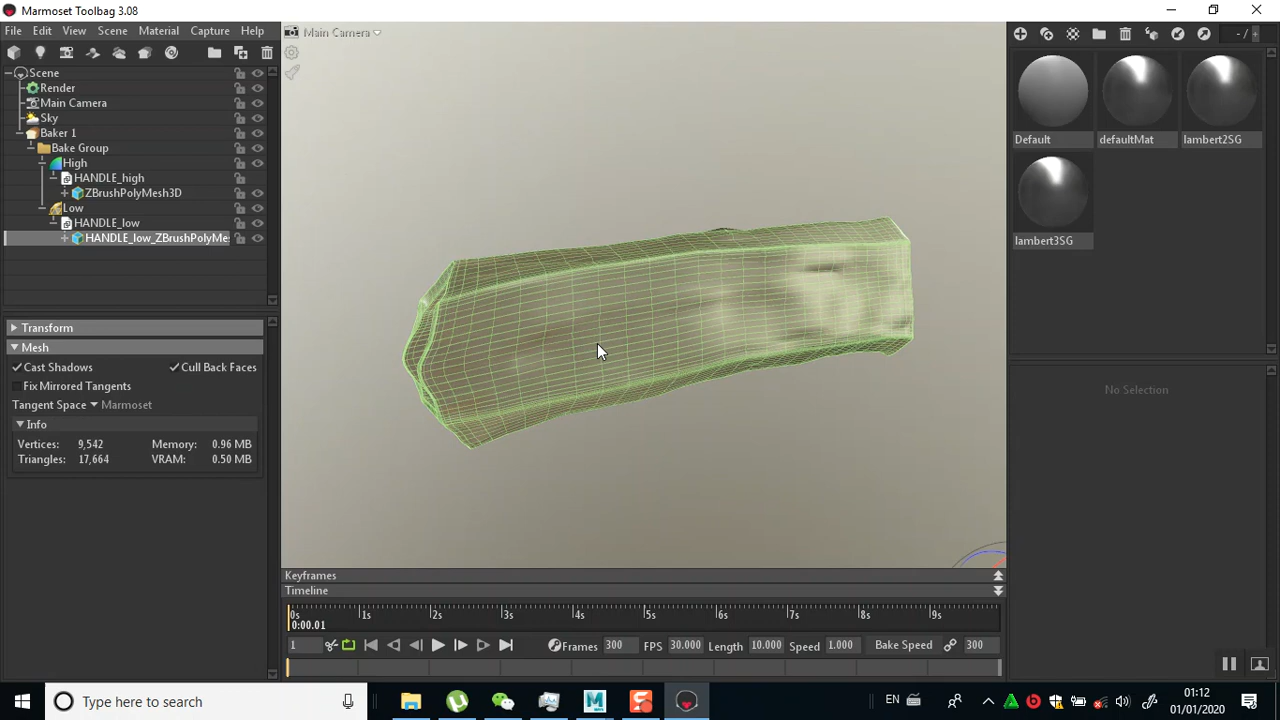 Marmoset Toolbag 3.08
File Edit View Scene Material Capture Help
Main Camera
- /
Scene
Render
Main Camera
Sky
Baker 1
Bake Group
High
HANDLE_high
ZBrushPolyMesh3D
Low
HANDLE_low
HANDLE_low_ZBrushPolyMe
Default defaultMat lambert2SG
lambert3SG
Transform
Mesh
Cast Shadows Cull Back Faces
Fix Mirrored Tangents
Tangent Space Marmoset
Info
Vertices: 9,542 Memory: 0.96 MB
Triangles: 17,664 VRAM: 0.50 MB
No Selection
Keyframes
Timeline
0s 1s 2s 3s 4s 5s 6s 7s 8s 9s
0:00.01
1 Frames 300 FPS 30.000 Length 10.000 Speed 1.000 Bake Speed 300
Type here to search
EN
01:12
01/01/2020